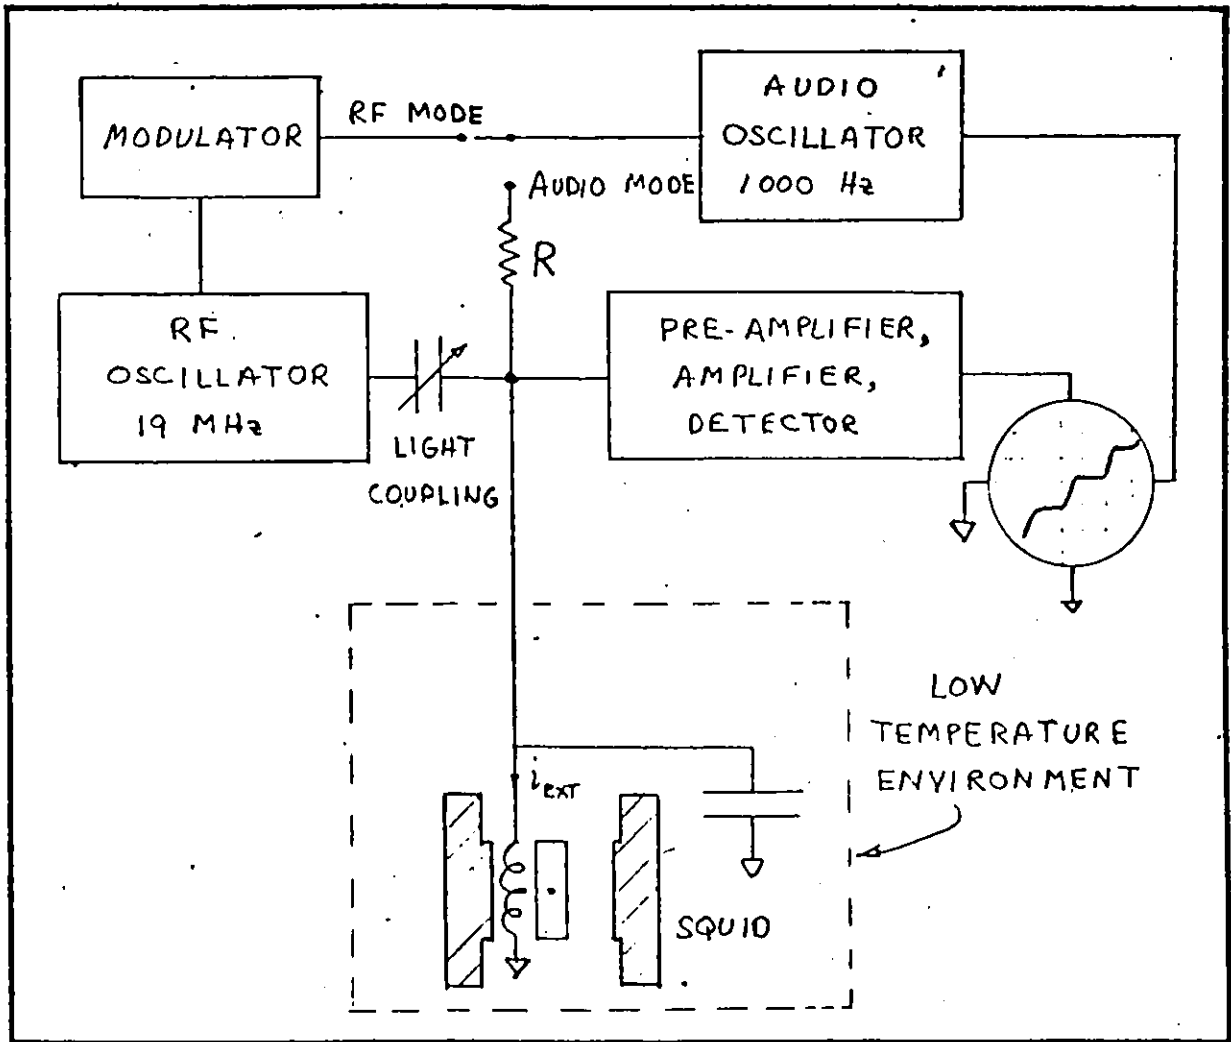 RF MODE
MODULATOR
AUDIO
OSCILLATOR
1000 Hz
AUDIO MODE
R
RF
OSCILLATOR
19 MHz
LIGHT
COUPLING
PRE-AMPLIFIER,
AMPLIFIER,
DETECTOR
LOW
TEMPERATURE
ENVIRONMENT
iEXT
SQUID